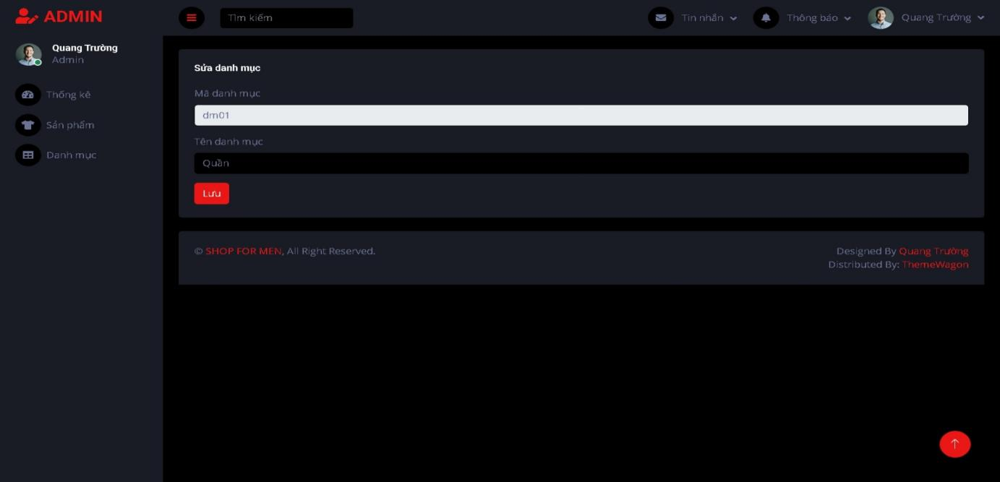 ADMIN
Tìm kiếm
Tin nhắn
Thông báo
Quang Trường
Quang Trường
Admin
Thống kê
Sản phẩm
Danh mục
Sửa danh mục
Mã danh mục
dm01
Tên danh mục
Quần
Lưu
© SHOP FOR MEN, All Right Reserved.
Designed By Quang Trường
Distributed By: ThemeWagon